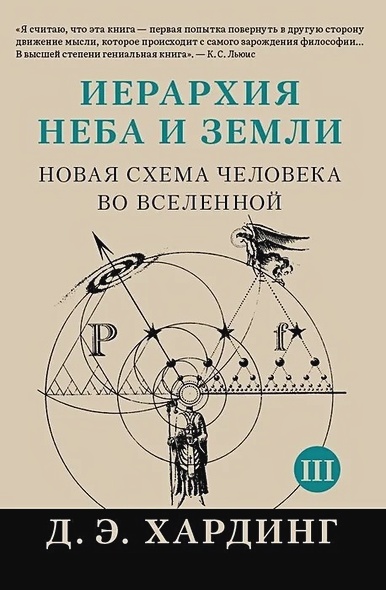 "Я считаю, что эта книга — первая попытка повернуть в другую сторону
движение мысли, которое происходит с самого зарождения философии...
В высшей степени гениальная книга». — К. С. Льюис
ИЕРАРХИЯ
НЕБА И ЗЕМЛИ
НОВАЯ СХЕМА ЧЕЛОВЕКА
ВО ВСЕЛЕННОЙ
P f
III
Д. Э. ХАРДИНГ